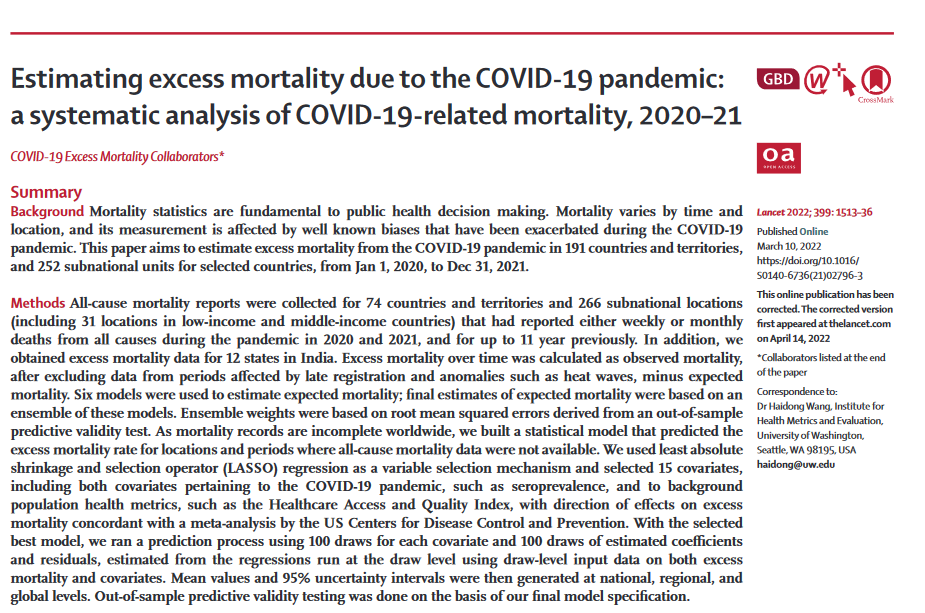 Estimating excess mortality due to the COVID-19 pandemic:
a systematic analysis of COVID-19-related mortality, 2020–21
COVID-19 Excess Mortality Collaborators*
Summary
Background Mortality statistics are fundamental to public health decision making. Mortality varies by time and
location, and its measurement is affected by well known biases that have been exacerbated during the COVID-19
pandemic. This paper aims to estimate excess mortality from the COVID-19 pandemic in 191 countries and territories,
and 252 subnational units for selected countries, from Jan 1, 2020, to Dec 31, 2021.
Methods All-cause mortality reports were collected for 74 countries and territories and 266 subnational locations
(including 31 locations in low-income and middle-income countries) that had reported either weekly or monthly
deaths from all causes during the pandemic in 2020 and 2021, and for up to 11 year previously. In addition, we
obtained excess mortality data for 12 states in India. Excess mortality over time was calculated as observed mortality,
after excluding data from periods affected by late registration and anomalies such as heat waves, minus expected
mortality. Six models were used to estimate expected mortality; final estimates of expected mortality were based on an
ensemble of these models. Ensemble weights were based on root mean squared errors derived from an out-of-sample
predictive validity test. As mortality records are incomplete worldwide, we built a statistical model that predicted the
excess mortality rate for locations and periods where all-cause mortality data were not available. We used least absolute
shrinkage and selection operator (LASSO) regression as a variable selection mechanism and selected 15 covariates,
including both covariates pertaining to the COVID-19 pandemic, such as seroprevalence, and to background
population health metrics, such as the Healthcare Access and Quality Index, with direction of effects on excess
mortality concordant with a meta-analysis by the US Centers for Disease Control and Prevention. With the selected
best model, we ran a prediction process using 100 draws for each covariate and 100 draws of estimated coefficients
and residuals, estimated from the regressions run at the draw level using draw-level input data on both excess
mortality and covariates. Mean values and 95% uncertainty intervals were then generated at national, regional, and
global levels. Out-of-sample predictive validity testing was done on the basis of our final model specification.
GBD
W
CrossMark
oa
OPEN ACCESS
Lancet 2022; 399: 1513–36
Published Online
March 10, 2022
https://doi.org/10.1016/
S0140-6736(21)02796-3
This online publication has been
corrected. The corrected version
first appeared at thelancet.com
on April 14, 2022
*Collaborators listed at the end
of the paper
Correspondence to:
Dr Haidong Wang, Institute for
Health Metrics and Evaluation,
University of Washington,
Seattle, WA 98195, USA
haidong@uw.edu